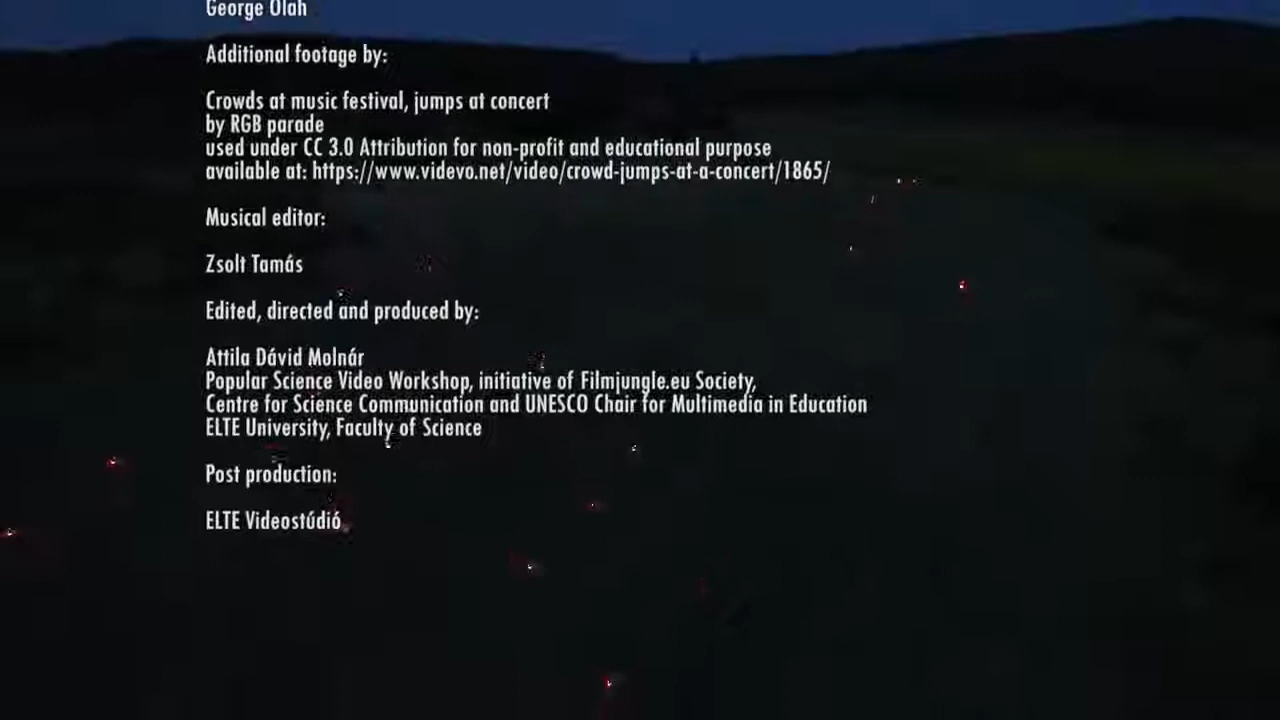 George Olah
Additional footage by:
Crowds at music festival, jumps at concert
by RGB parade
used under CC 3.0 Attribution for non-profit and educational purpose
available at: https://www.videvo.net/video/crowd-jumps-at-a-concert/1865/
Musical editor:
Zsolt Tamás
Edited, directed and produced by:
Attila Dávid Molnár
Popular Science Video Workshop, initiative of Filmjungle.eu Society,
Centre for Science Communication and UNESCO Chair for Multimedia in Education
ELTE University, Faculty of Science
Post production:
ELTE Videostúdió